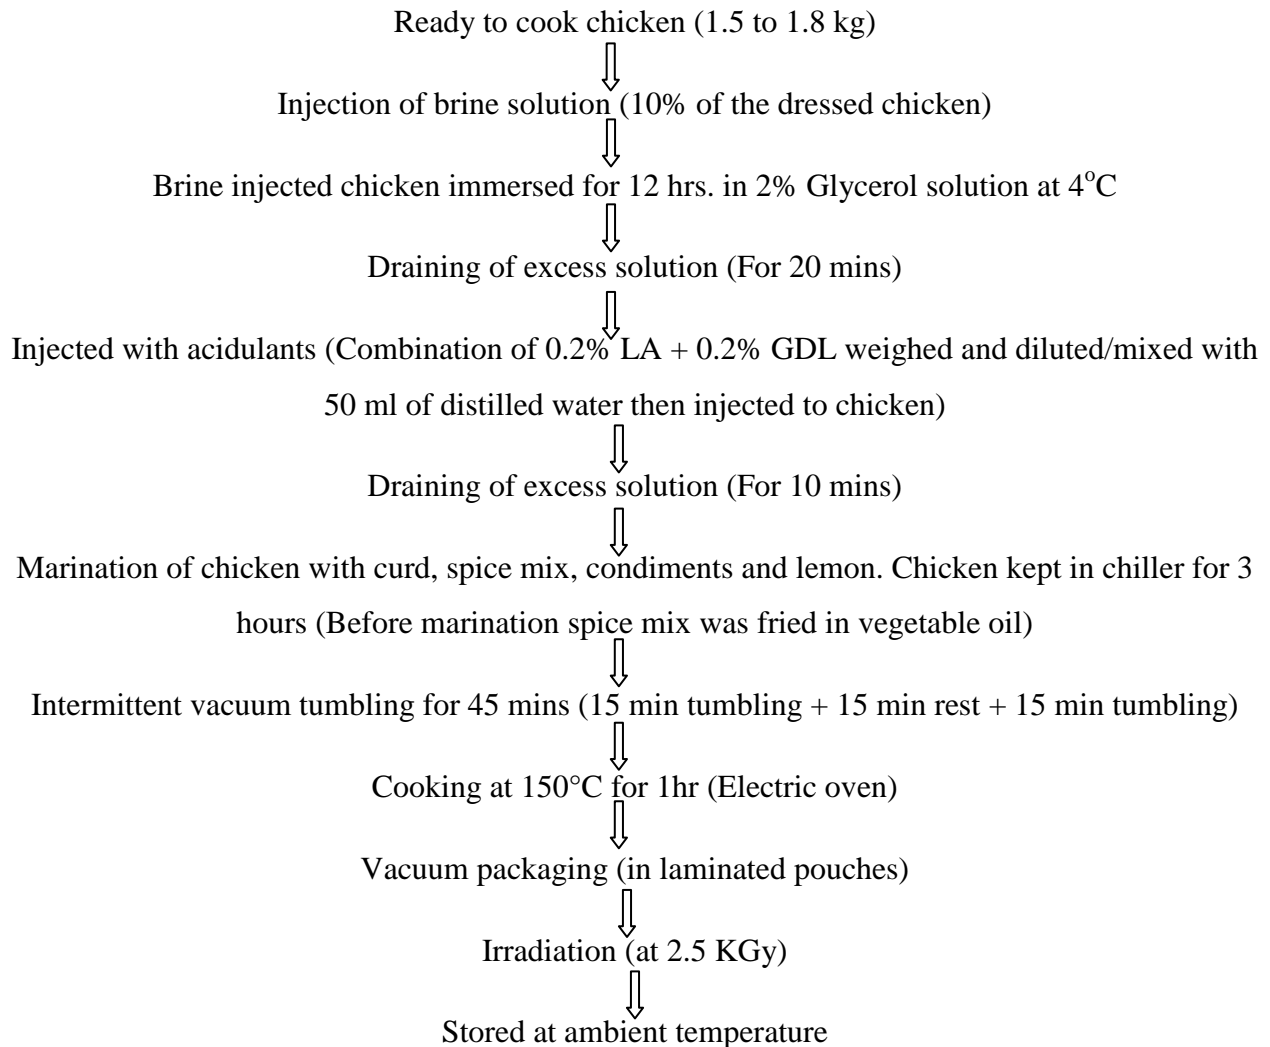 Ready to cook chicken (1.5 to 1.8 kg)
Injection of brine solution (10% of the dressed chicken)
Brine injected chicken immersed for 12 hrs. in 2% Glycerol solution at 4°C
Draining of excess solution (For 20 mins)
Injected with acidulants (Combination of 0.2% LA + 0.2% GDL weighed and diluted/mixed with
50 ml of distilled water then injected to chicken)
Draining of excess solution (For 10 mins)
Marination of chicken with curd, spice mix, condiments and lemon. Chicken kept in chiller for 3
hours (Before marination spice mix was fried in vegetable oil)
Intermittent vacuum tumbling for 45 mins (15 min tumbling + 15 min rest + 15 min tumbling)
Cooking at 150°C for 1hr (Electric oven)
Vacuum packaging (in laminated pouches)
Irradiation (at 2.5 KGy)
Stored at ambient temperature